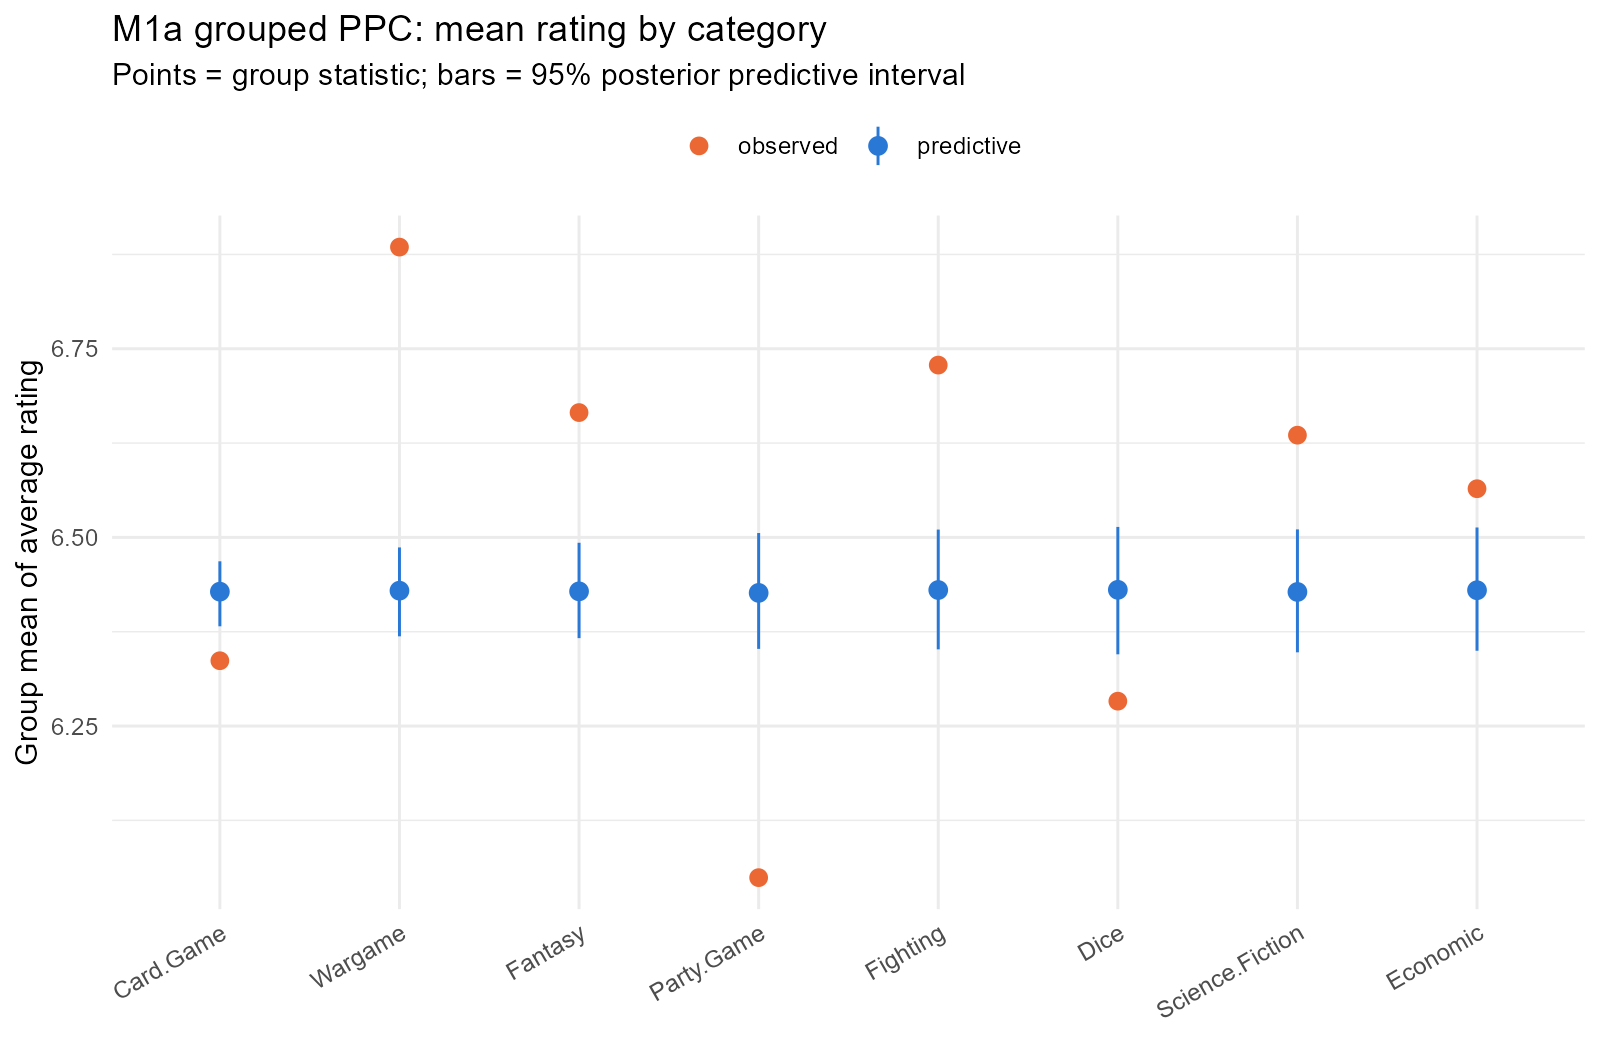 M1a grouped PPC: mean rating by category
Points = group statistic; bars = 95% posterior predictive interval
observed predictive
Group mean of average rating
6.75
6.50
6.25
Card.Game
Wargame
Fantasy
Party.Game
Fighting
Dice
Science.Fiction
Economic